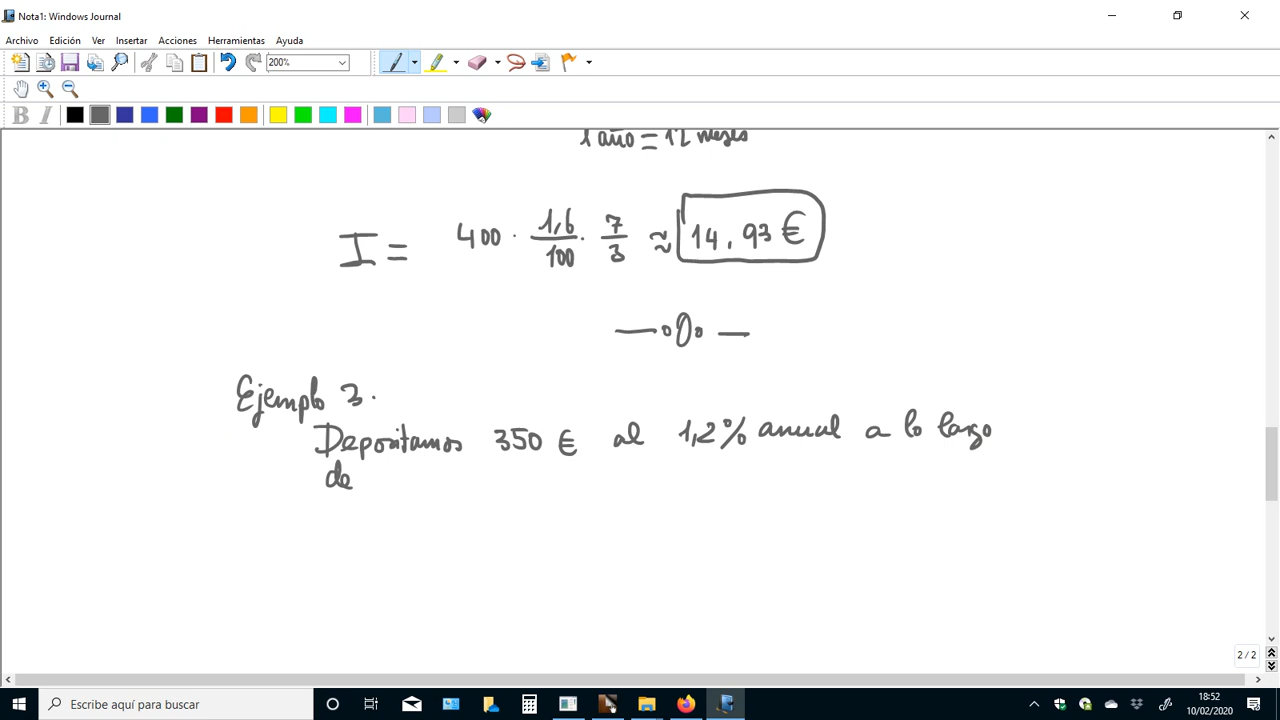 Nota1: Windows Journal
Archivo Edición Ver Insertar Acciones Herramientas Ayuda
200%
B I
1 año = 12 meses
I = 400 · 1,6/100 · 7/3 ≈ 14,93 €
Ejemplo 3.
Depositamos 350 € al 1,2% anual a lo largo
de
2 / 2
Escribe aquí para buscar
18:52
10/02/2020